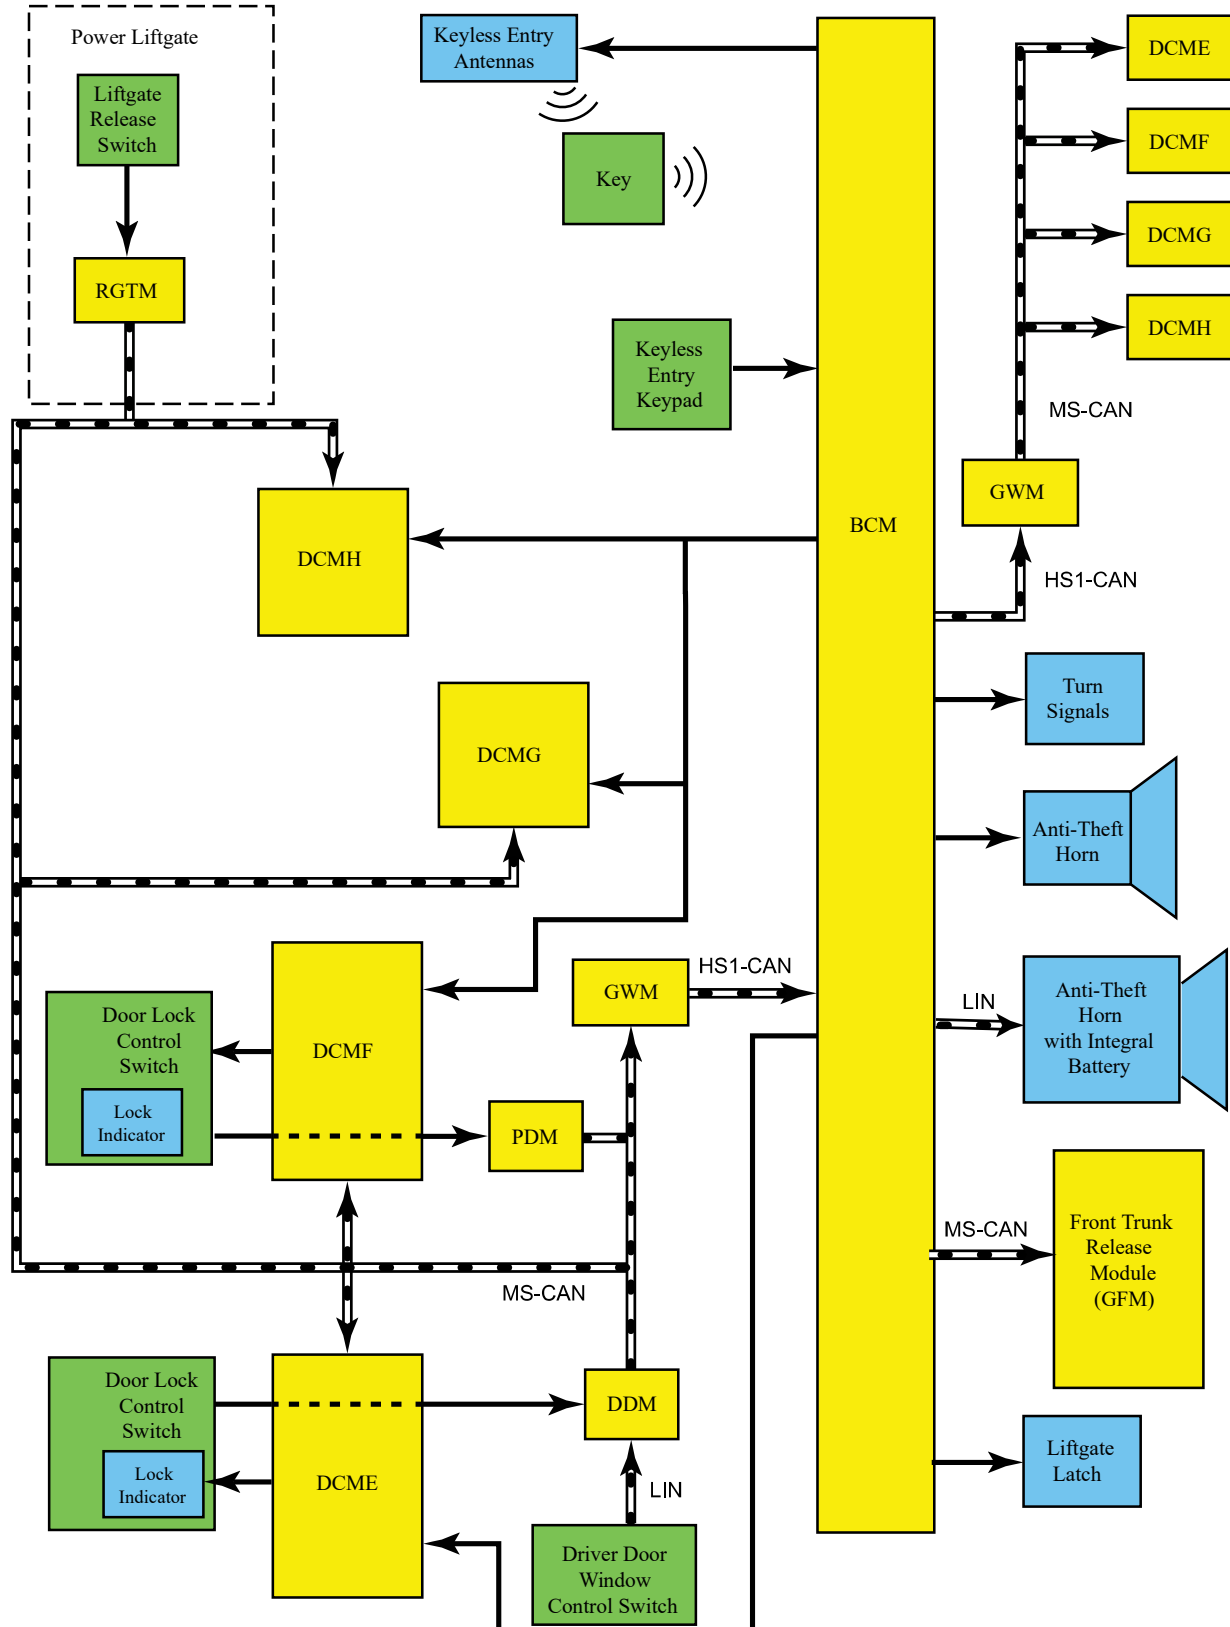 Power Liftgate
Liftgate
Release
Switch
RGTM
Keyless Entry
Antennas
Key
Keyless
Entry
Keypad
BCM
DCME
DCMF
DCMG
DCMH
MS-CAN
GWM
HS1-CAN
DCMH
DCMG
Turn
Signals
Anti-Theft
Horn
LIN
Anti-Theft
Horn
with Integral
Battery
MS-CAN
Front Trunk
Release
Module
(GFM)
Liftgate
Latch
HS1-CAN
GWM
Door Lock
Control
Switch
Lock
Indicator
DCMF
PDM
MS-CAN
Door Lock
Control
Switch
Lock
Indicator
DCME
DDM
LIN
Driver Door
Window
Control Switch